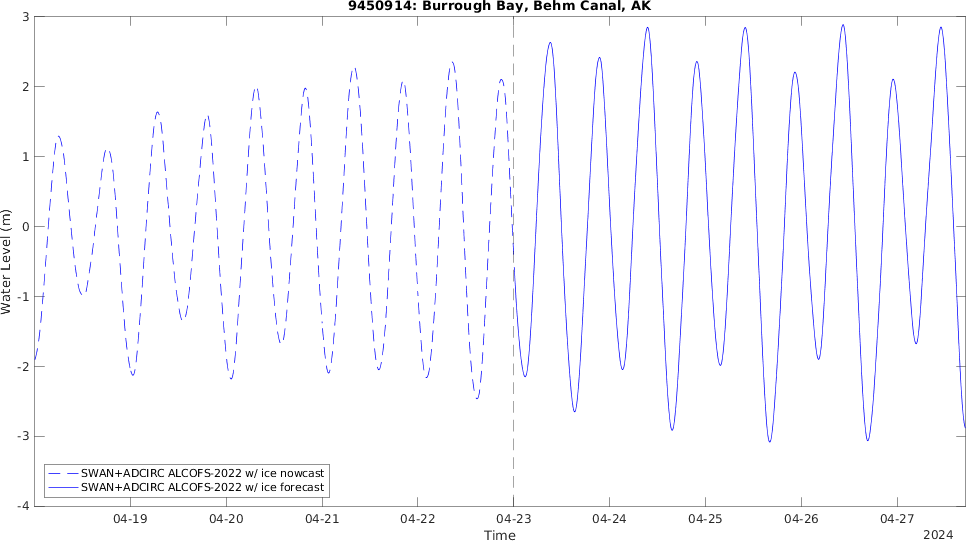 9450914: Burrough Bay, Behm Canal, AK
3
2
1
0
-1
-2
-3
-4
Water Level (m)
SWAN+ADCIRC ALCOFS-2022 w/ ice nowcast
SWAN+ADCIRC ALCOFS-2022 w/ ice forecast
04-19 04-20 04-21 04-22 04-23 04-24 04-25 04-26 04-27
Time
2024